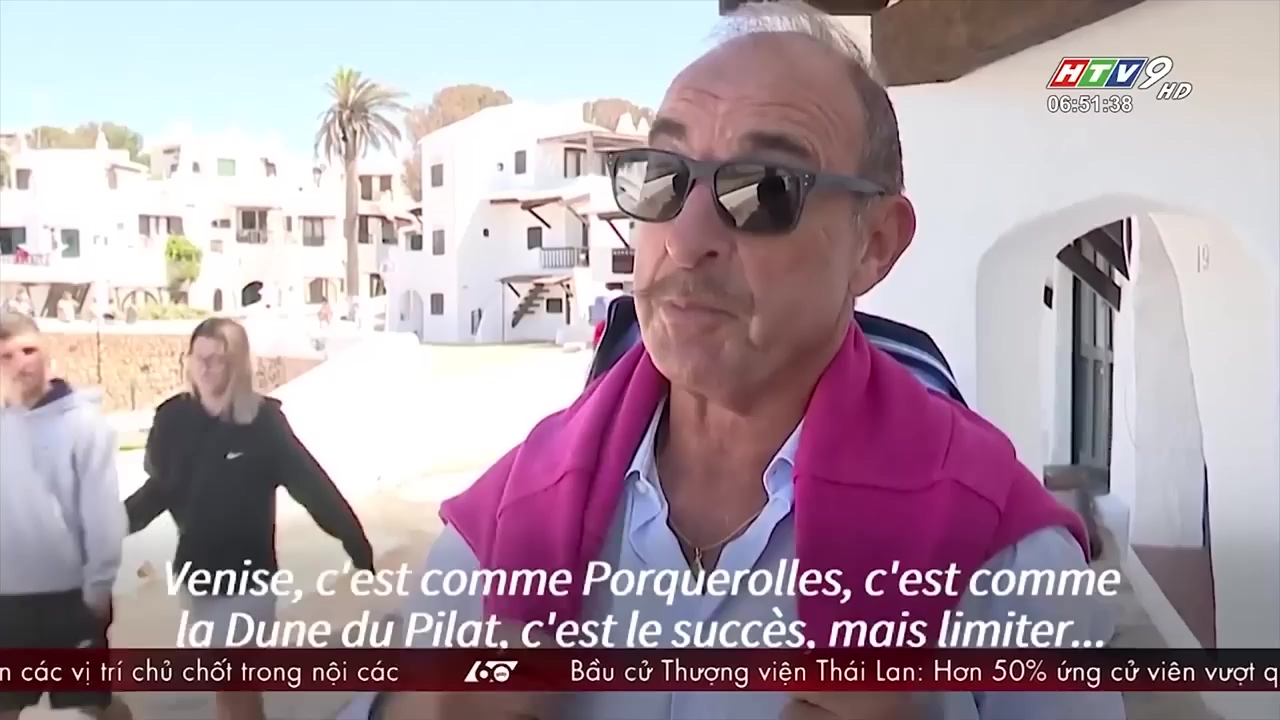 HTV9
HD
06:51:38
19
Venise, c'est comme Porquerolles, c'est comme
la Dune du Pilat, c'est le succès, mais limiter...
n các vị trí chủ chốt trong nội các
Bầu cử Thượng viện Thái Lan: Hơn 50% ứng cử viên vượt q